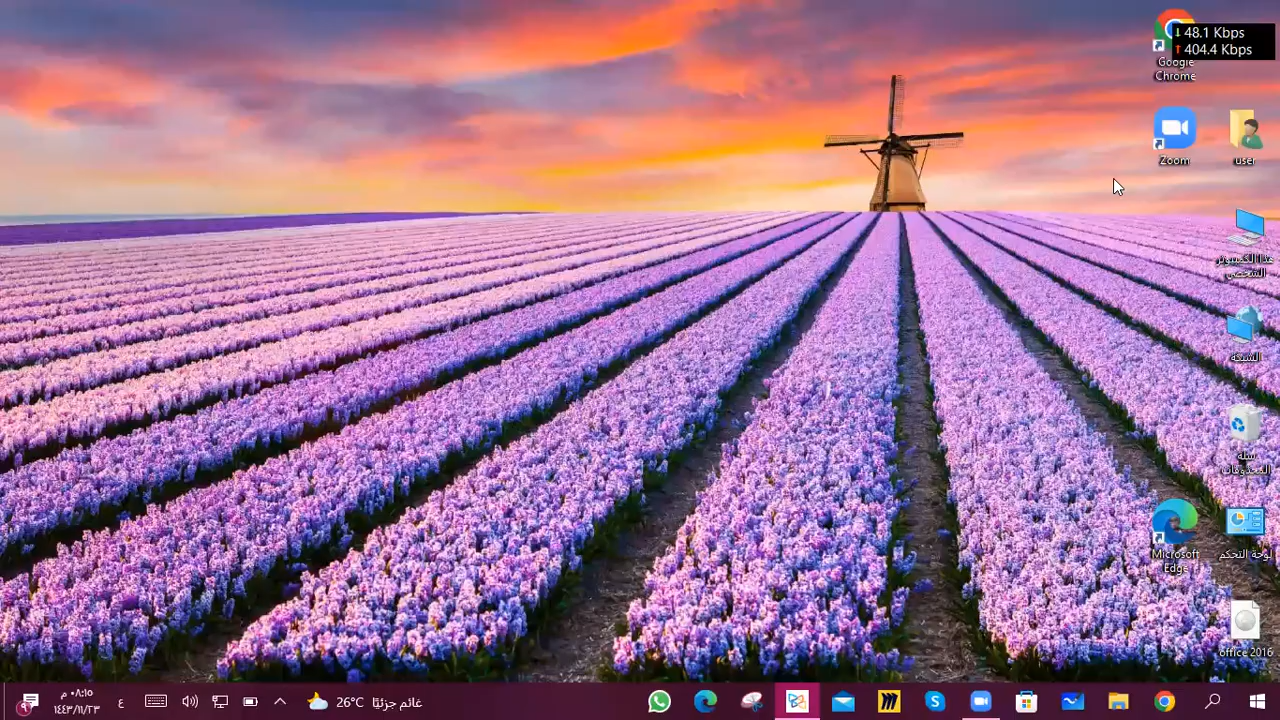 ↓ 48.1 Kbps
↑ 404.4 Kbps
Google
Chrome
Zoom
user
هذا الكمبيوتر
الشخصي
الشبكة
سلة
المحذوفات
Microsoft
Edge
لوحة التحكم
office 2016
٠٨:١٥ م
١٤٤٣/١١/٢٣
ع
26°C
غائم جزئيًا